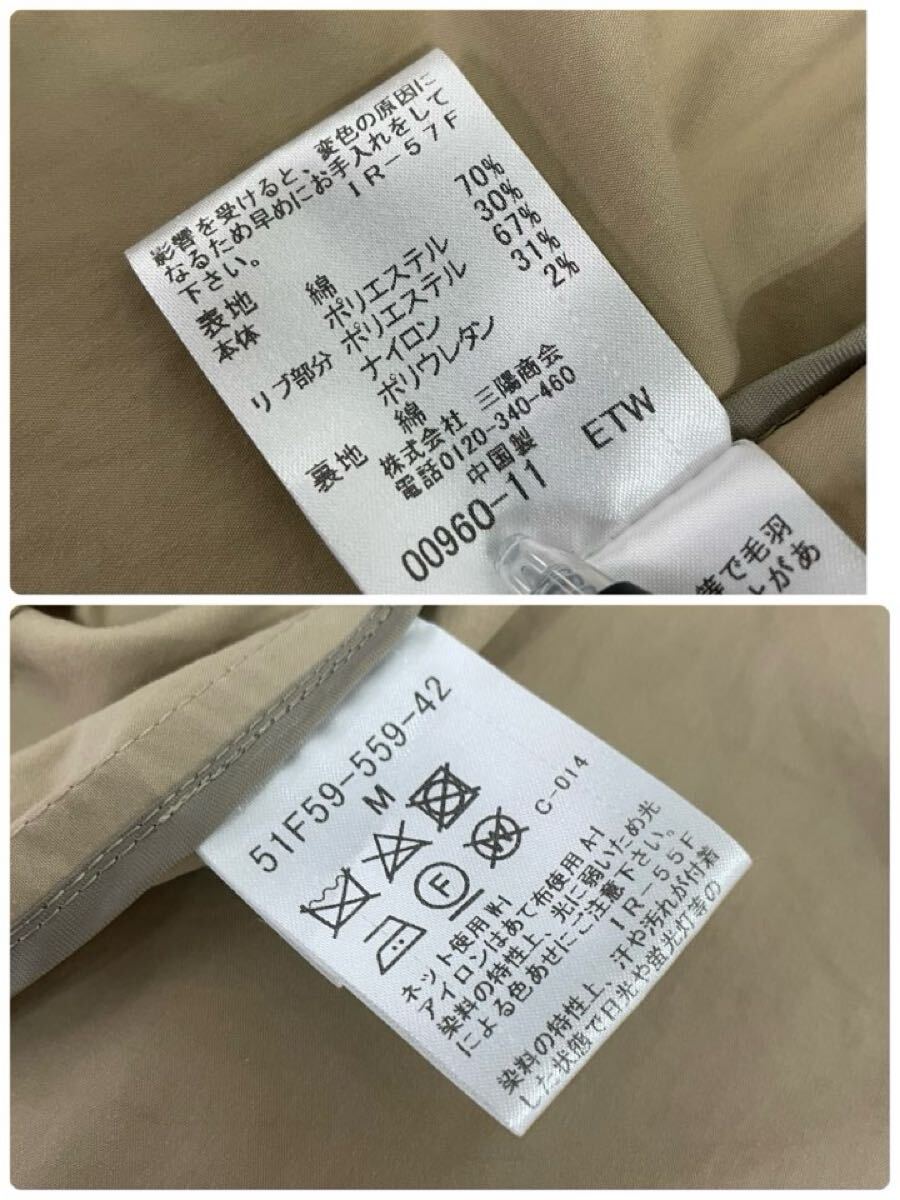 影響を受けると、変色の原因に
なるため早めにお手入れをして
下さい。 IR-57F
表地
本体 綿 70%
ポリエステル 30%
リブ部分 ポリエステル 67%
ナイロン 31%
ポリウレタン 2%
裏地 綿
株式会社 三陽商会
電話0120-340-460
中国製
00960-11 ETW
等で毛羽
しがあ
51F59-559-42
M
F
W
C-014
ネット使用W-1
アイロンはあて布使用A-1
染料の特性上、光に弱いため光
による色あせにご注意下さい。
IR-55F
染料の特性上、汗や汚れが付着
した状態で日光や蛍光灯等の